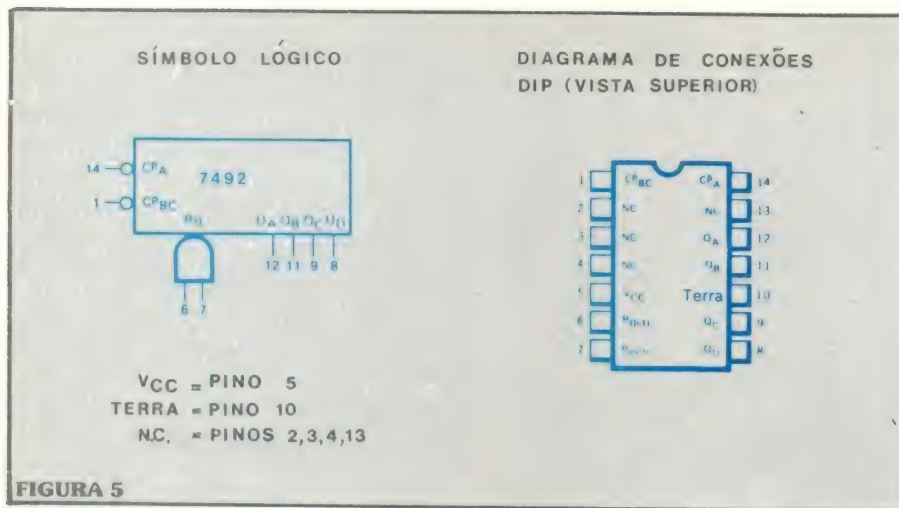 SÍMBOLO LÓGICO
14
CPA
7492
1
CPBC
QA QB QC QD
12 11 9 8
6 7
VCC = PINO 5
TERRA = PINO 10
N.C. = PINOS 2,3,4,13
DIAGRAMA DE CONEXÕES
DIP (VISTA SUPERIOR)
1 CPBC CPA 14
2 NC NC 13
3 NC QA 12
4 NC QB 11
5 VCC Terra 10
6 QC 9
7 QD 8
FIGURA 5